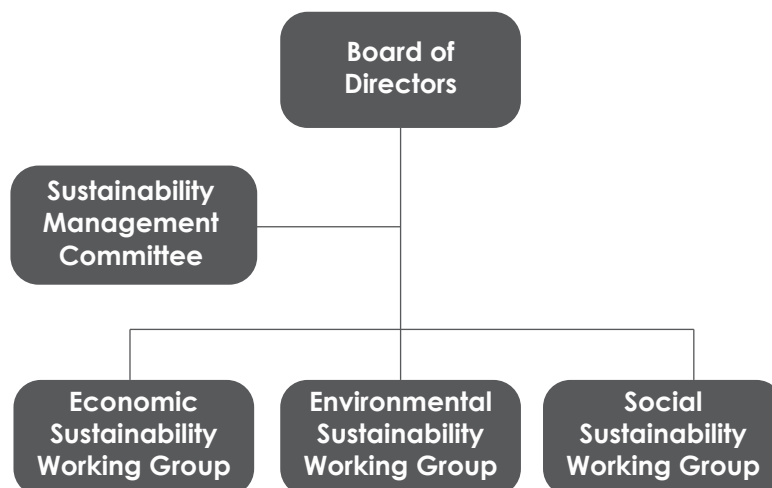 Board of
Directors
Sustainability
Management
Committee
Economic
Sustainability
Working Group
Environmental
Sustainability
Working Group
Social
Sustainability
Working Group